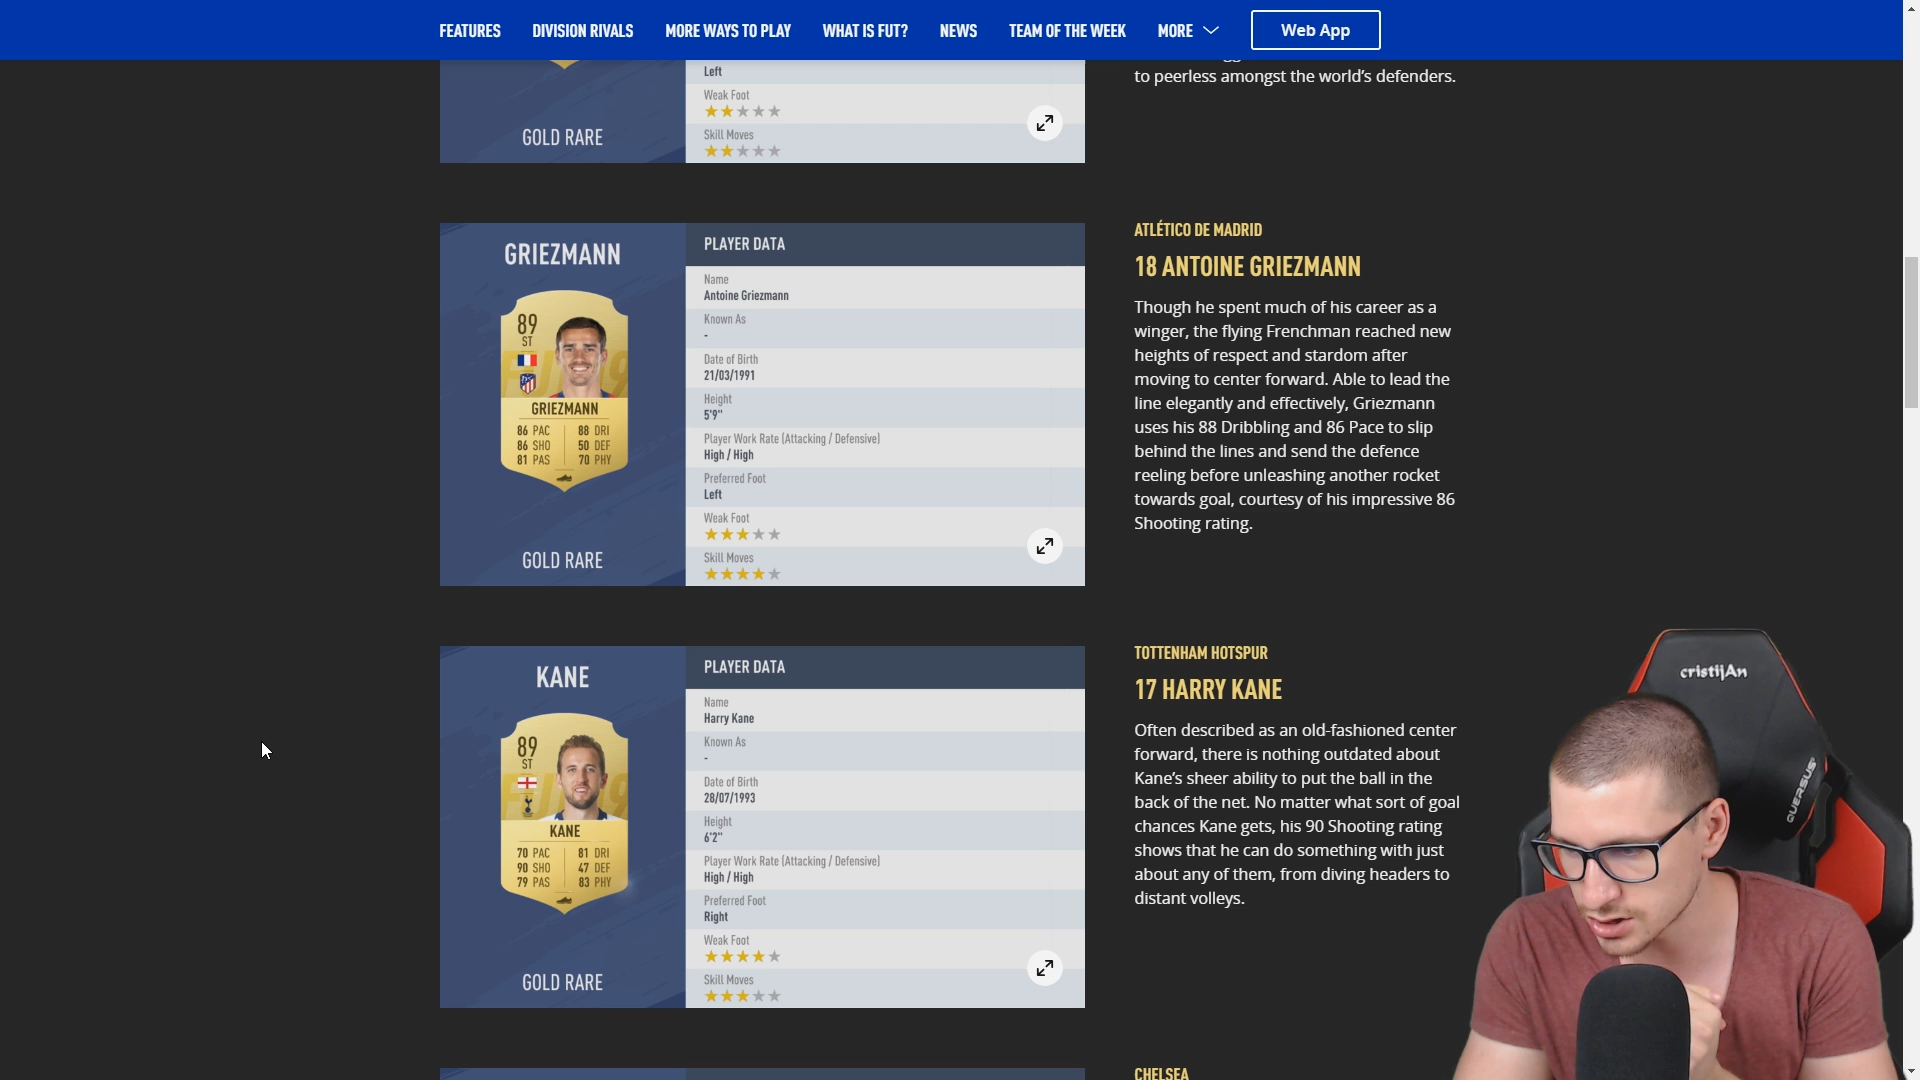 FEATURES DIVISION RIVALS MORE WAYS TO PLAY WHAT IS FUT? NEWS TEAM OF THE WEEK MORE Web App
Left
Weak Foot
Skill Moves
GOLD RARE
to peerless amongst the world's defenders.
GRIEZMANN
89
ST
GRIEZMANN
86 PAC 88 DRI
86 SHO 50 DEF
81 PAS 70 PHY
GOLD RARE
PLAYER DATA
Name
Antoine Griezmann
Known As
-
Date of Birth
21/03/1991
Height
5'9"
Player Work Rate (Attacking / Defensive)
High / High
Preferred Foot
Left
Weak Foot
Skill Moves
ATLÉTICO DE MADRID
18 ANTOINE GRIEZMANN
Though he spent much of his career as a
winger, the flying Frenchman reached new
heights of respect and stardom after
moving to center forward. Able to lead the
line elegantly and effectively, Griezmann
uses his 88 Dribbling and 86 Pace to slip
behind the lines and send the defence
reeling before unleashing another rocket
towards goal, courtesy of his impressive 86
Shooting rating.
KANE
89
ST
KANE
70 PAC 81 DRI
90 SHO 47 DEF
79 PAS 83 PHY
GOLD RARE
PLAYER DATA
Name
Harry Kane
Known As
-
Date of Birth
28/07/1993
Height
6'2"
Player Work Rate (Attacking / Defensive)
High / High
Preferred Foot
Right
Weak Foot
Skill Moves
TOTTENHAM HOTSPUR
17 HARRY KANE
Often described as an old-fashioned center
forward, there is nothing outdated about
Kane's sheer ability to put the ball in the
back of the net. No matter what sort of goal
chances Kane gets, his 90 Shooting rating
shows that he can do something with just
about any of them, from diving headers to
distant volleys.
CHELSEA
cristijAn
QUERSUS